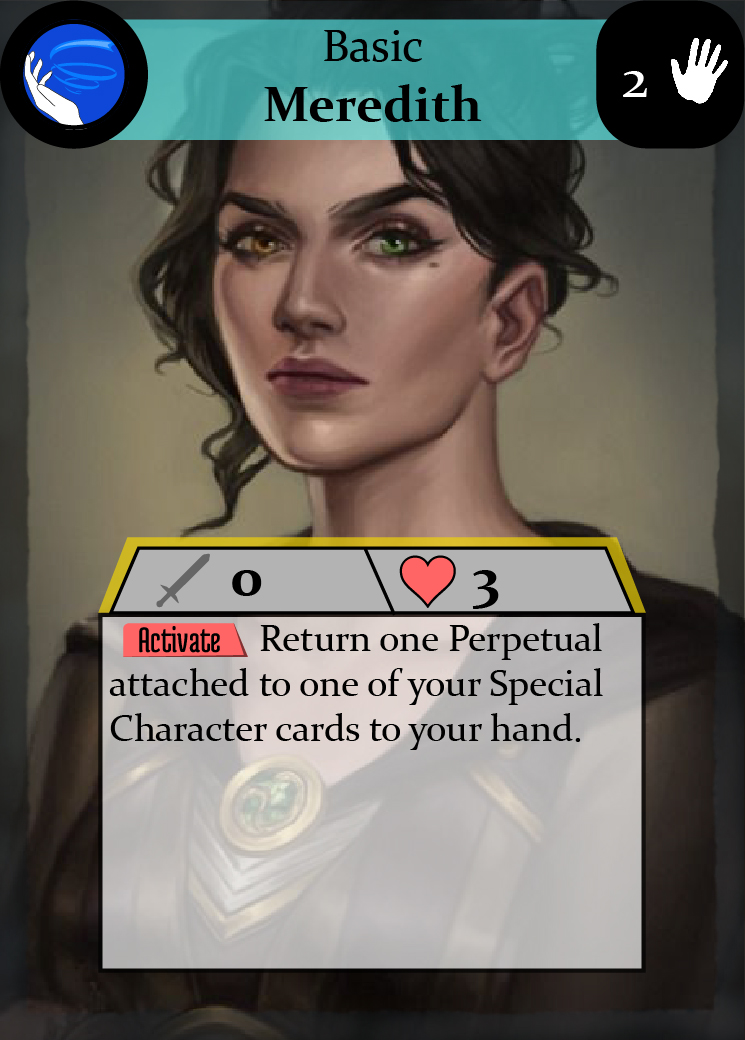 Basic
Meredith
2
0
3
Activate Return one Perpetual
attached to one of your Special
Character cards to your hand.